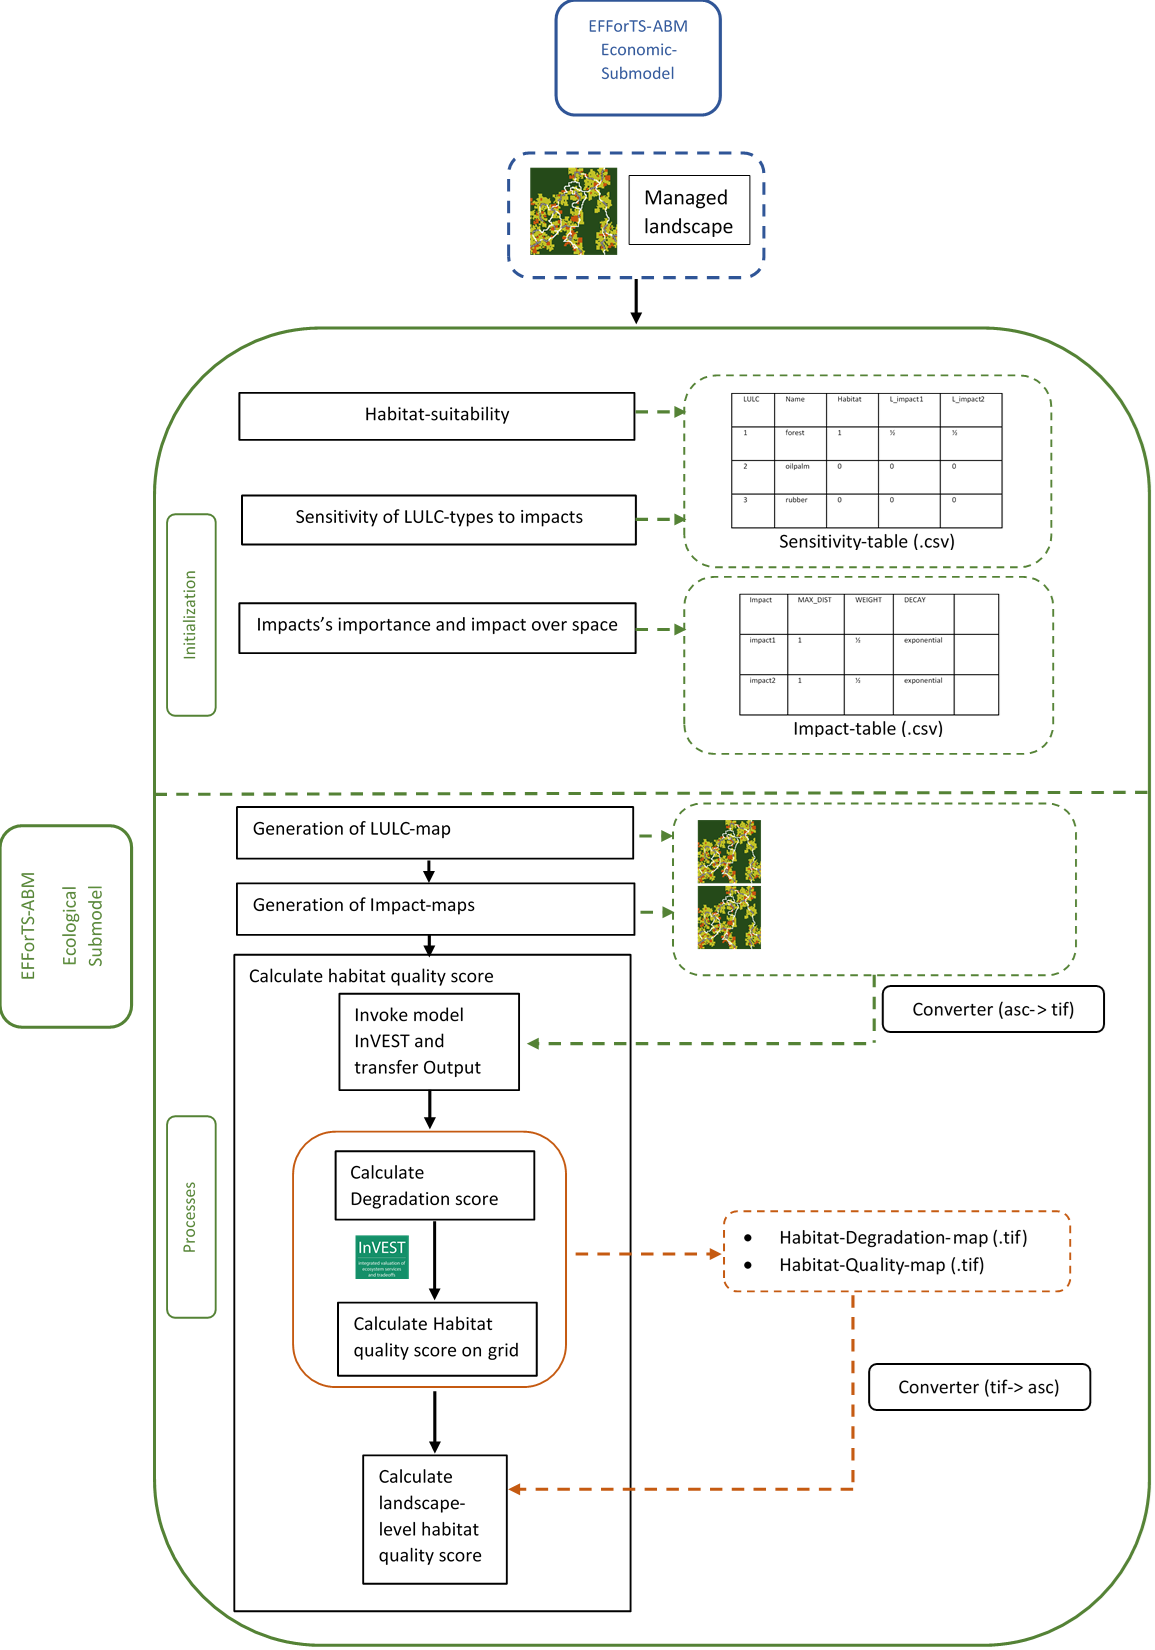 EFForTS-ABM
Economic-
Submodel
Managed
landscape
Habitat-suitability
LULC Name Habitat L_impact1 L_impact2
1 forest 1 ½ ½
2 oilpalm 0 0 0
3 rubber 0 0 0
Sensitivity-table (.csv)
Sensitivity of LULC-types to impacts
Initialization
Impacts's importance and impact over space
Impact MAX_DIST WEIGHT DECAY
impact1 1 ½ exponential
impact2 1 ½ exponential
Impact-table (.csv)
EFForTS-ABM
Ecological
Submodel
Generation of LULC-map
Generation of Impact-maps
Calculate habitat quality score
Converter (asc-> tif)
Invoke model
InVEST and
transfer Output
Processes
Calculate
Degradation score
InVEST
integrated valuation of
ecosystem services
and tradeoffs
Calculate Habitat
quality score on grid
• Habitat-Degradation-map (.tif)
• Habitat-Quality-map (.tif)
Converter (tif-> asc)
Calculate
landscape-
level habitat
quality score